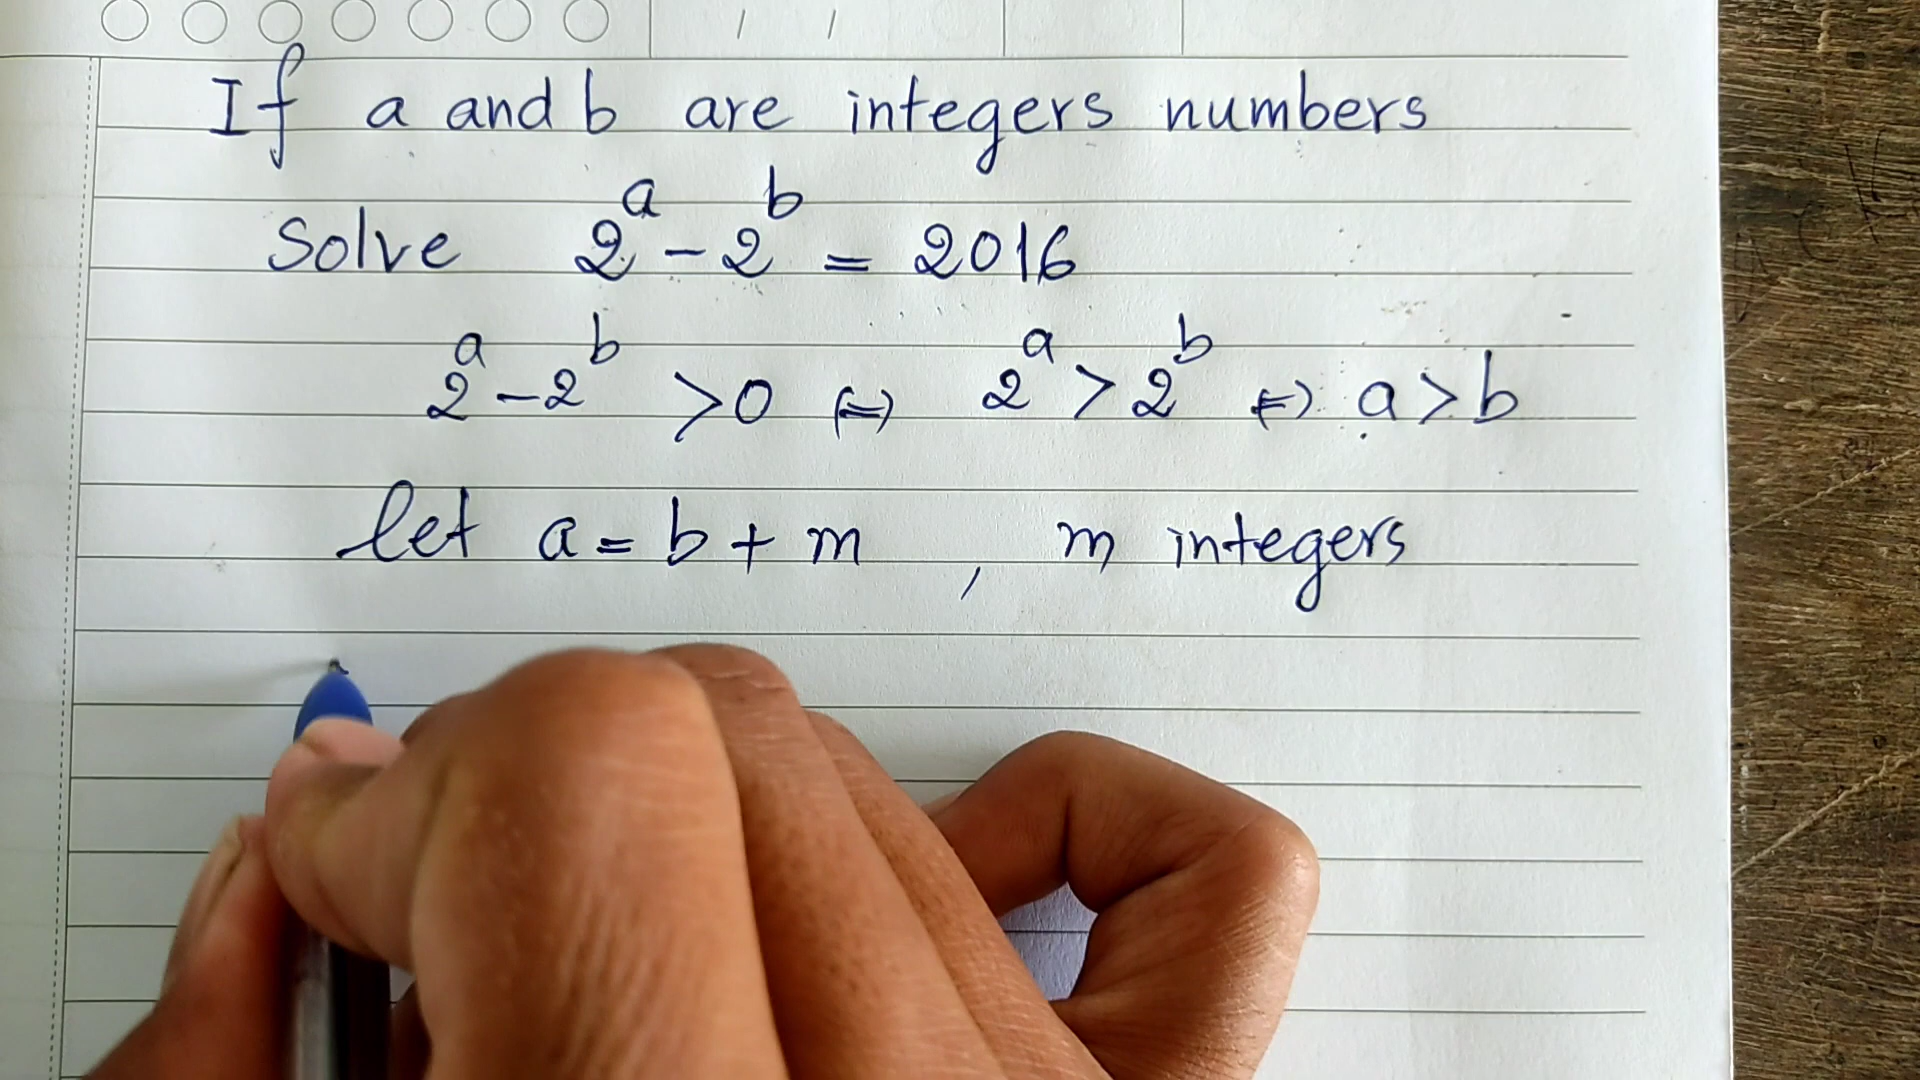 If a and b are integers numbers
Solve 2^a - 2^b = 2016
2^a - 2^b > 0 ⇔ 2^a > 2^b ⇔ a > b
let a = b + m , m integers